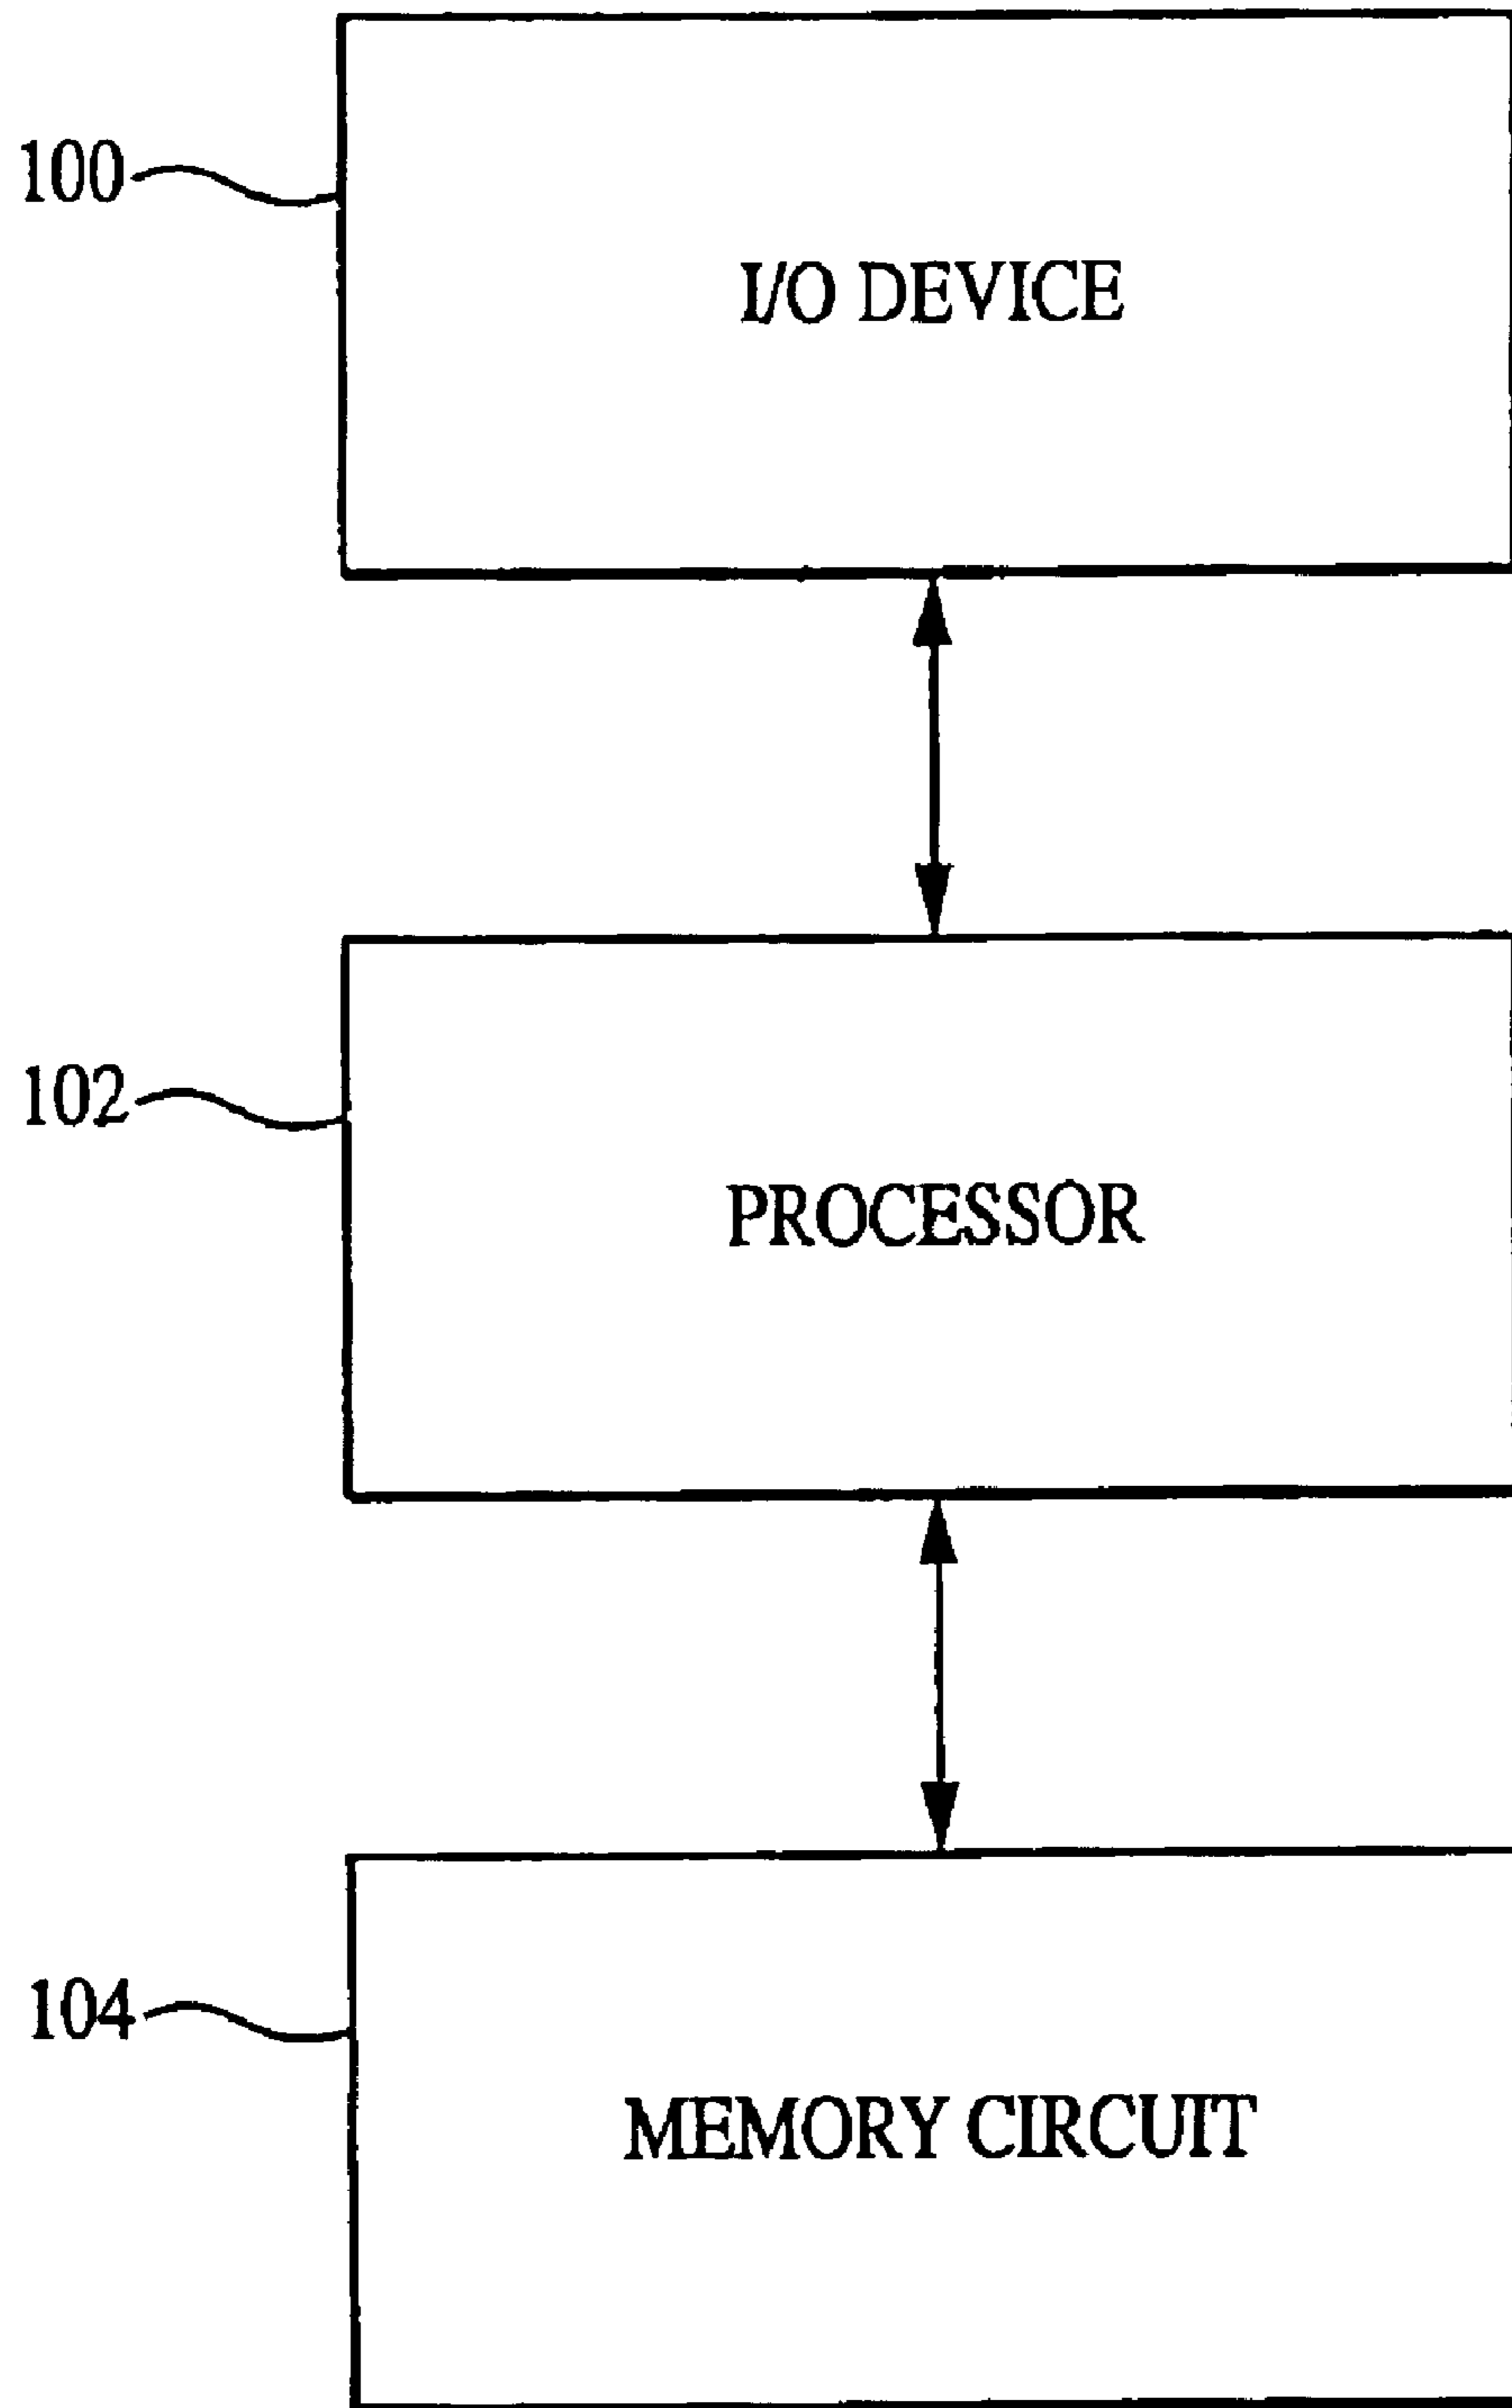 100
I/O DEVICE
102
PROCESSOR
104
MEMORY CIRCUIT